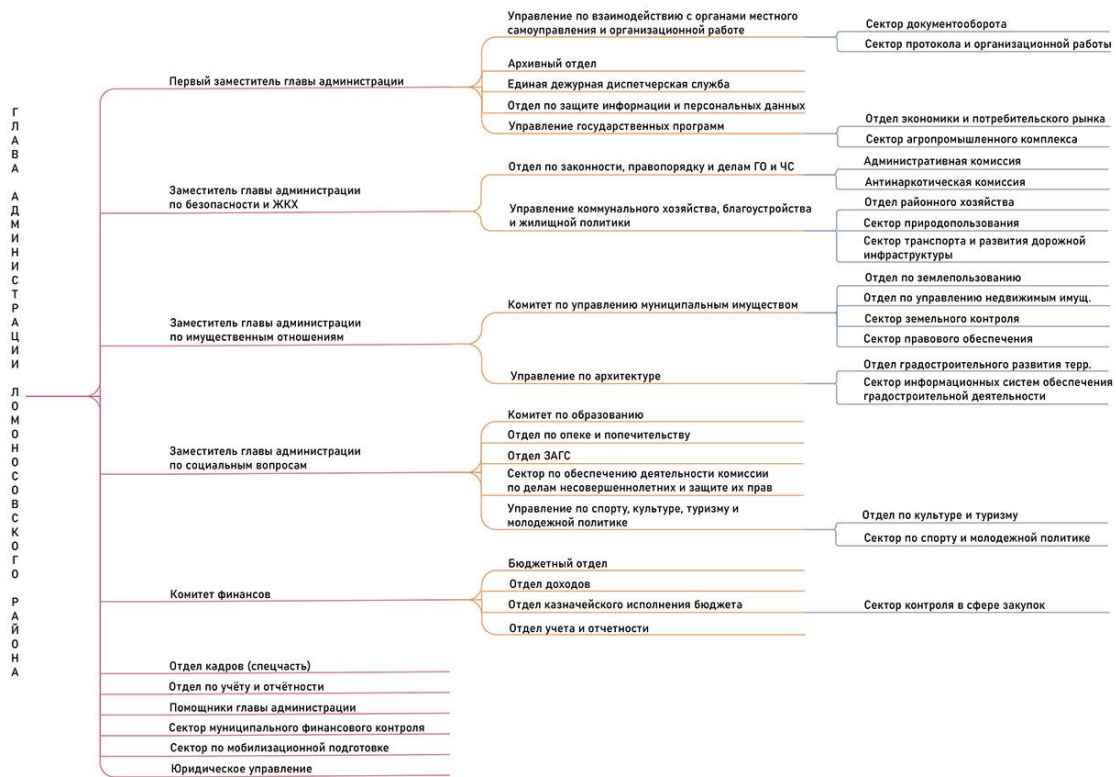 ГЛАВА АДМИНИСТРАЦИИ ЛОМОНОСОВСКОГО РАЙОНА
Первый заместитель главы администрации
Управление по взаимодействию с органами местного
самоуправления и организационной работе
Сектор документооборота
Сектор протокола и организационной работы
Архивный отдел
Единая дежурная диспетчерская служба
Отдел по защите информации и персональных данных
Управление государственных программ
Отдел экономики и потребительского рынка
Сектор агропромышленного комплекса
Заместитель главы администрации
по безопасности и ЖКХ
Отдел по законности, правопорядку и делам ГО и ЧС
Административная комиссия
Антинаркотическая комиссия
Управление коммунального хозяйства, благоустройства
и жилищной политики
Отдел районного хозяйства
Сектор природопользования
Сектор транспорта и развития дорожной
инфраструктуры
Заместитель главы администрации
по имущественным отношениям
Комитет по управлению муниципальным имуществом
Отдел по землепользованию
Отдел по управлению недвижимым имущ.
Сектор земельного контроля
Сектор правового обеспечения
Управление по архитектуре
Отдел градостроительного развития терр.
Сектор информационных систем обеспечения
градостроительной деятельности
Заместитель главы администрации
по социальным вопросам
Комитет по образованию
Отдел по опеке и попечительству
Отдел ЗАГС
Сектор по обеспечению деятельности комиссии
по делам несовершеннолетних и защите их прав
Управление по спорту, культуре, туризму и
молодежной политике
Отдел по культуре и туризму
Сектор по спорту и молодежной политике
Комитет финансов
Бюджетный отдел
Отдел доходов
Отдел казначейского исполнения бюджета
Сектор контроля в сфере закупок
Отдел учета и отчетности
Отдел кадров (спецчасть)
Отдел по учёту и отчётности
Помощники главы администрации
Сектор муниципального финансового контроля
Сектор по мобилизационной подготовке
Юридическое управление